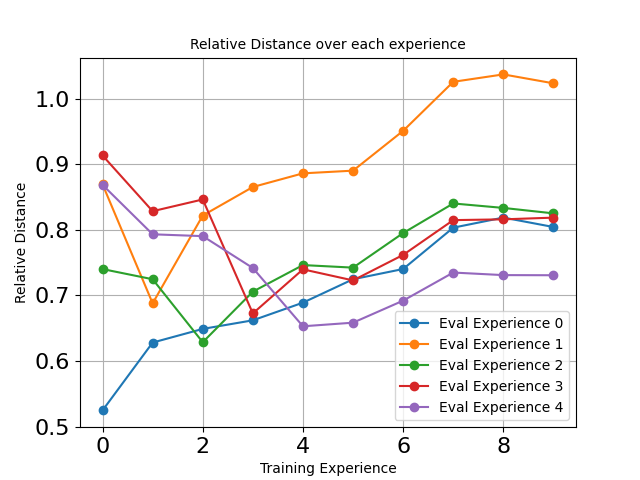 Relative Distance over each experience
Relative Distance
1.0
0.9
0.8
0.7
0.6
0.5
0 2 4 6 8
Training Experience
Eval Experience 0
Eval Experience 1
Eval Experience 2
Eval Experience 3
Eval Experience 4